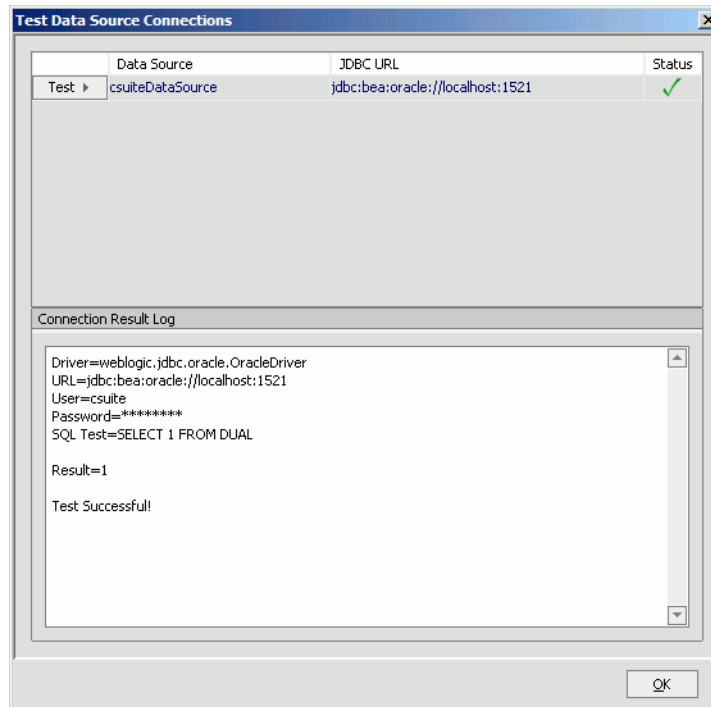 Test Data Source Connections
Data Source JDBC URL Status
Test csuiteDataSource jdbc:bea:oracle://localhost:1521
Connection Result Log
Driver=weblogic.jdbc.oracle.OracleDriver
URL=jdbc:bea:oracle://localhost:1521
User=csuite
Password=********
SQL Test=SELECT 1 FROM DUAL
Result=1
Test Successful!
OK